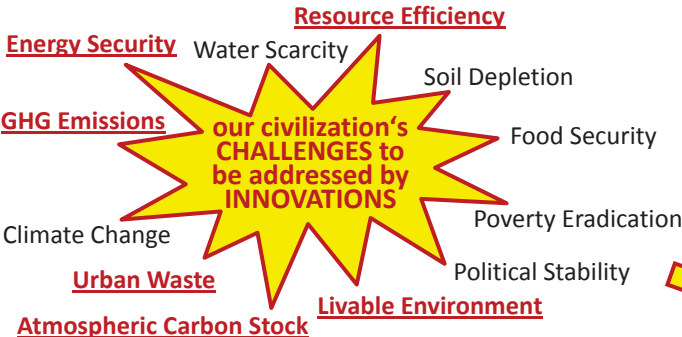 Resource Efficiency
Energy Security
Water Scarcity
Soil Depletion
GHG Emissions
our civilization‘s
CHALLENGES to
be addressed by
INNOVATIONS
Food Security
Climate Change
Poverty Eradication
Urban Waste
Political Stability
Livable Environment
Atmospheric Carbon Stock